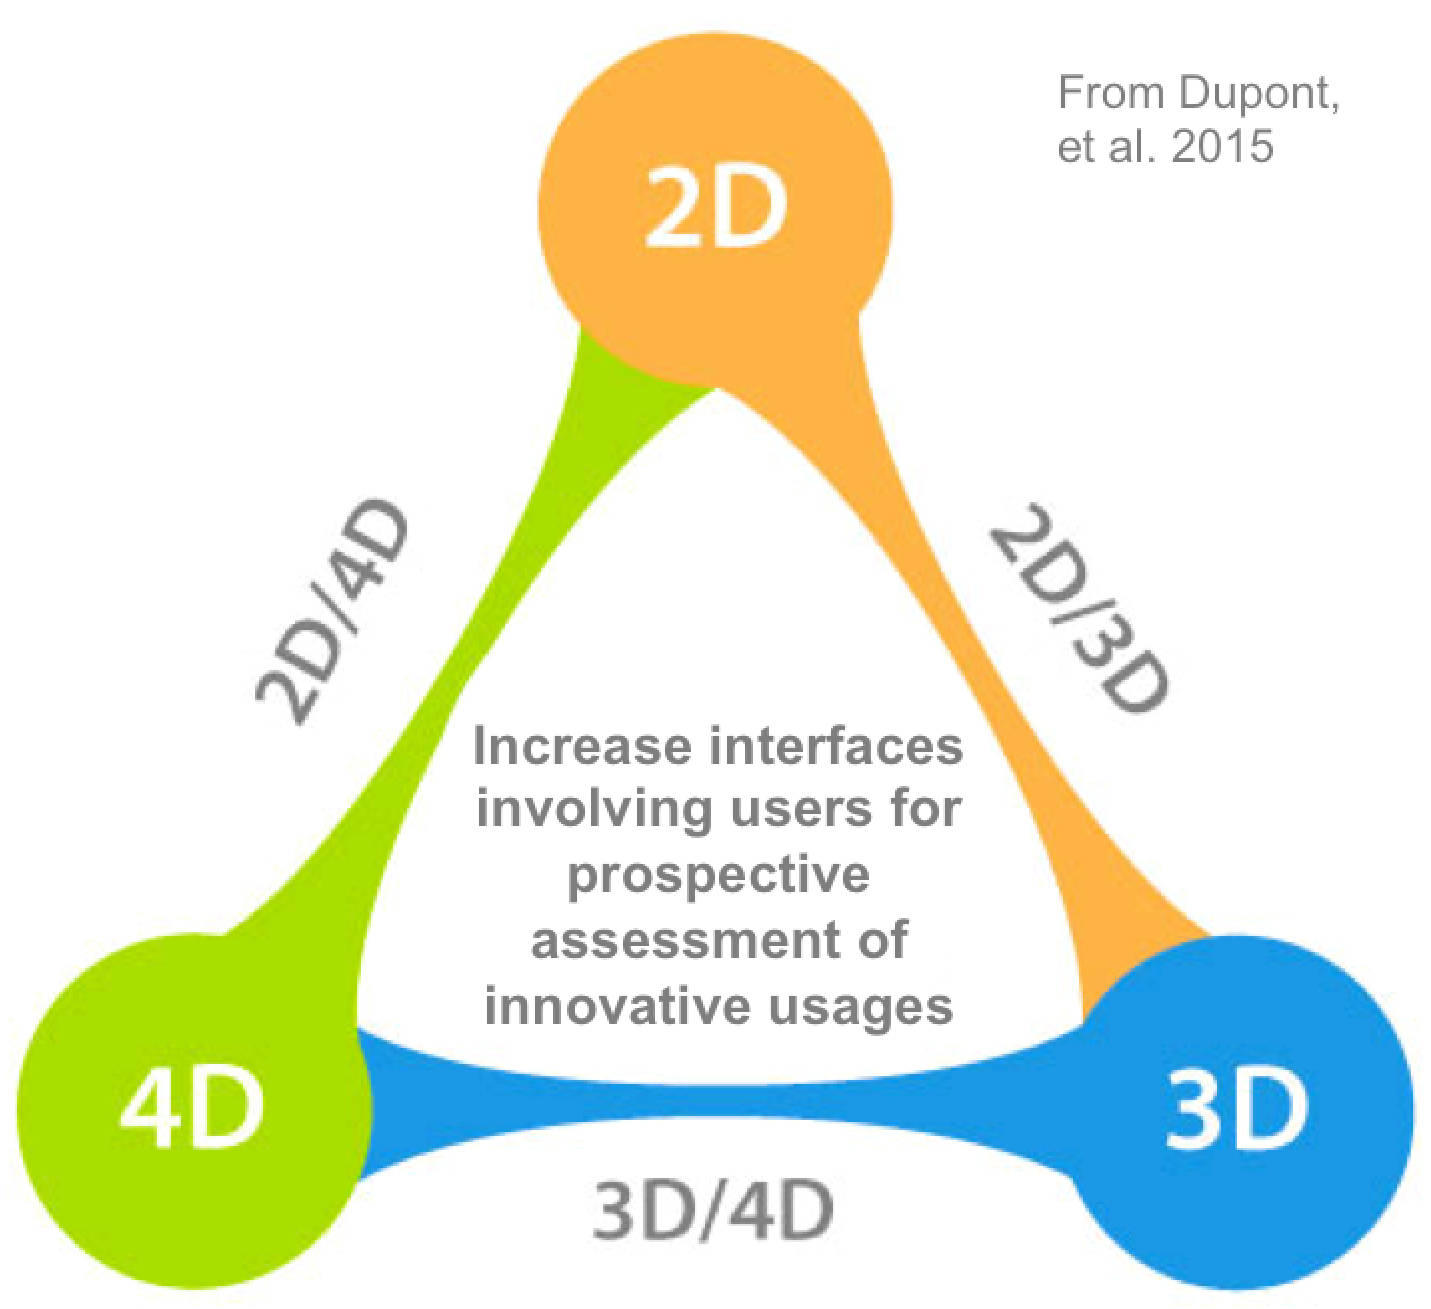 From Dupont,
et al. 2015
2D
2D/4D
2D/3D
Increase interfaces
involving users for
prospective
assessment of
innovative usages
4D
3D
3D/4D